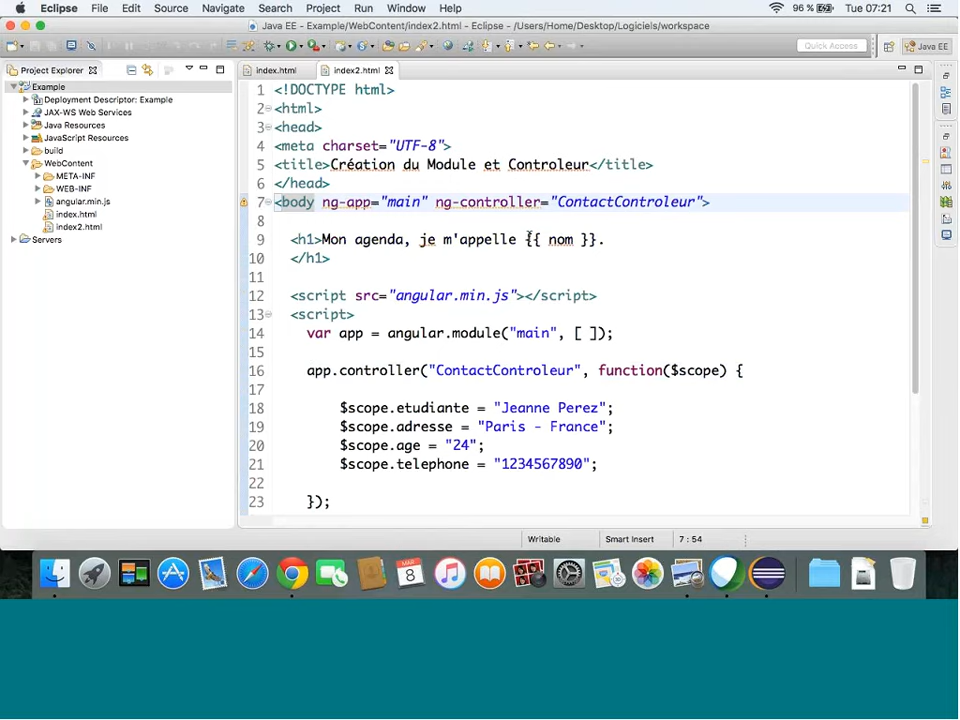 Eclipse File Edit Source Navigate Search Project Run Window Help 96 % Tue 07:21
Java EE - Example/WebContent/index2.html - Eclipse - /Users/Home/Desktop/Logiciels/workspace
Quick Access Java EE
Project Explorer
Example
Deployment Descriptor: Example
JAX-WS Web Services
Java Resources
JavaScript Resources
build
WebContent
META-INF
WEB-INF
angular.min.js
index.html
index2.html
Servers
index.html index2.html
1 <!DOCTYPE html>
2 <html>
3 <head>
4 <meta charset="UTF-8">
5 <title>Création du Module et Controleur</title>
6 </head>
7 <body ng-app="main" ng-controller="ContactControleur">
8
9 <h1>Mon agenda, je m'appelle {{ nom }}.
10 </h1>
11
12 <script src="angular.min.js"></script>
13 <script>
14 var app = angular.module("main", [ ]);
15
16 app.controller("ContactControleur", function($scope) {
17
18 $scope.etudiante = "Jeanne Perez";
19 $scope.adresse = "Paris - France";
20 $scope.age = "24";
21 $scope.telephone = "1234567890";
22
23 });
Writable Smart Insert 7 : 54
MAR
8